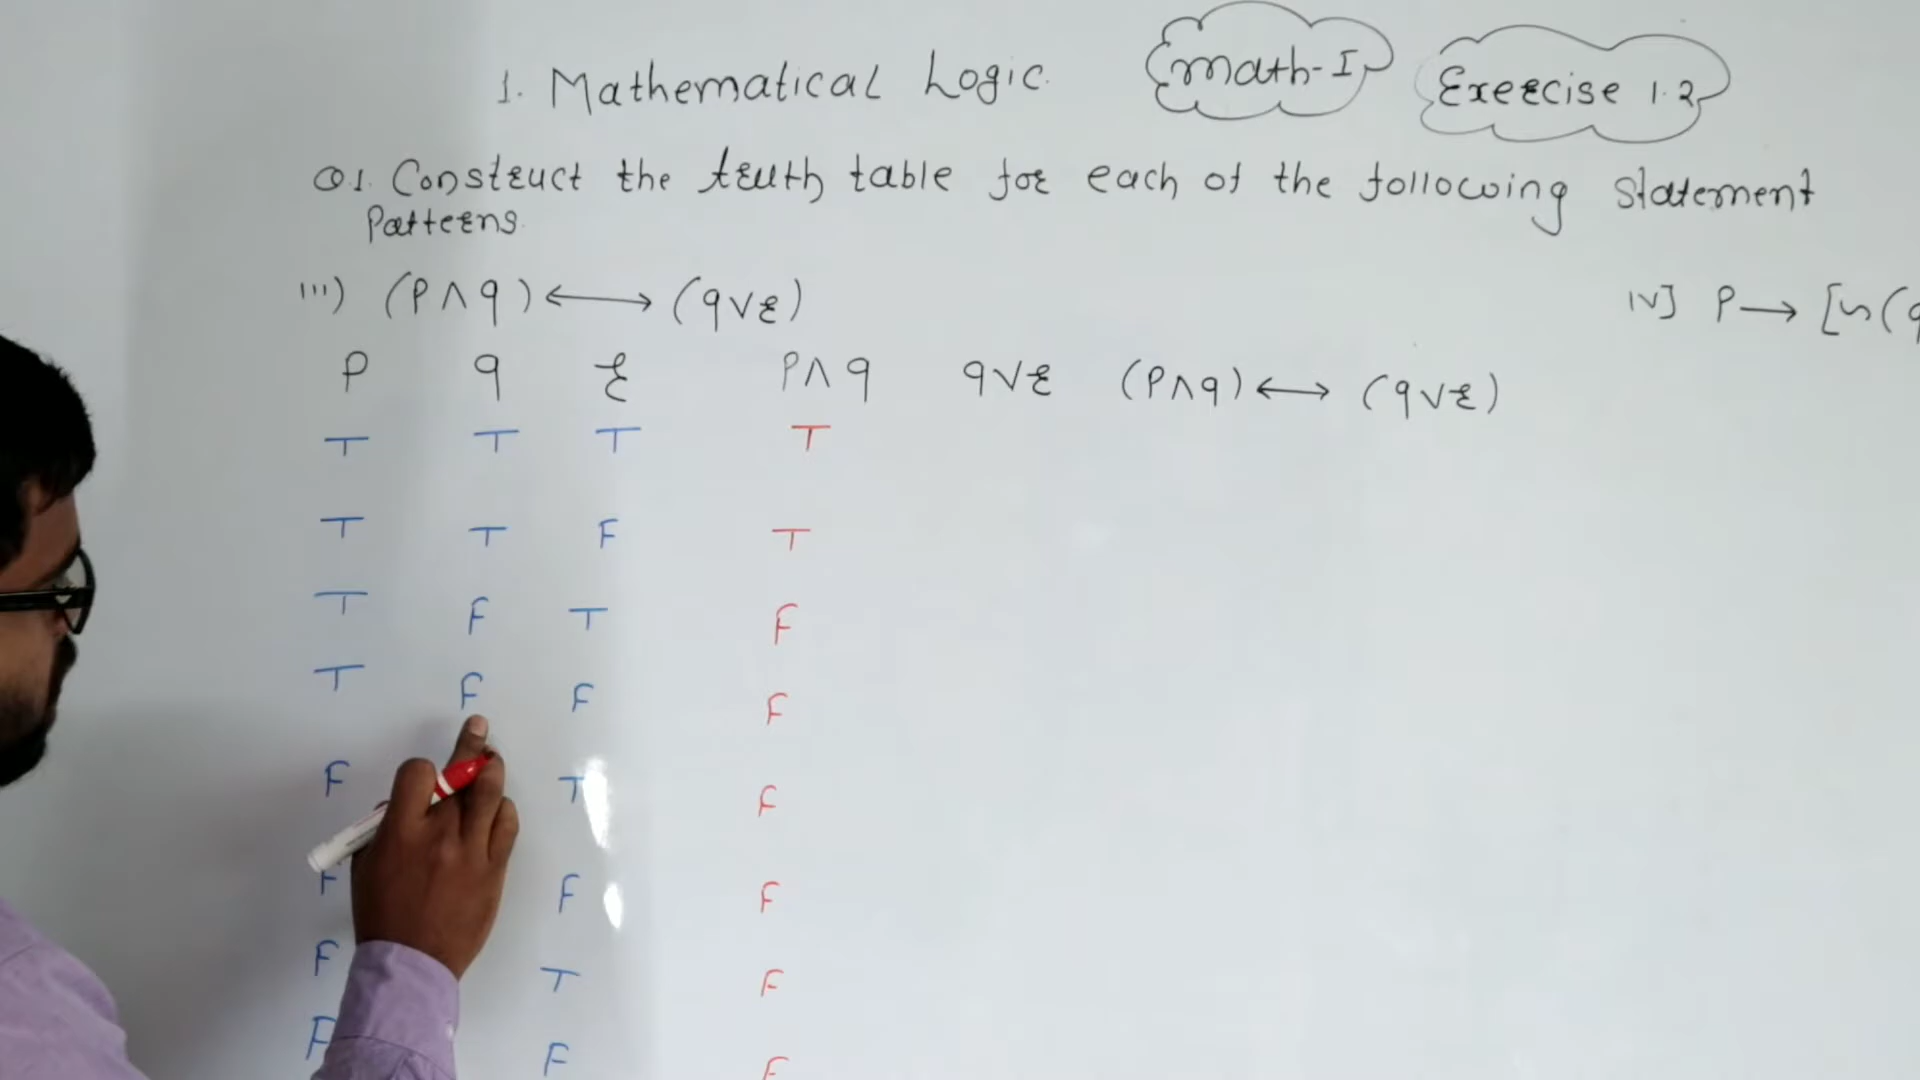 1. Mathematical Logic. Math-I Exercise 1.2
Q1. Construct the truth table for each of the following statement
Patterns.
iii) (P∧q)⟷(q∨r) iv] P⟶[~(q
P q r P∧q q∨r (P∧q)⟷(q∨r)
T T T T
T T F T
T F T F
T F F F
F T F
F F F
F T F
F F F